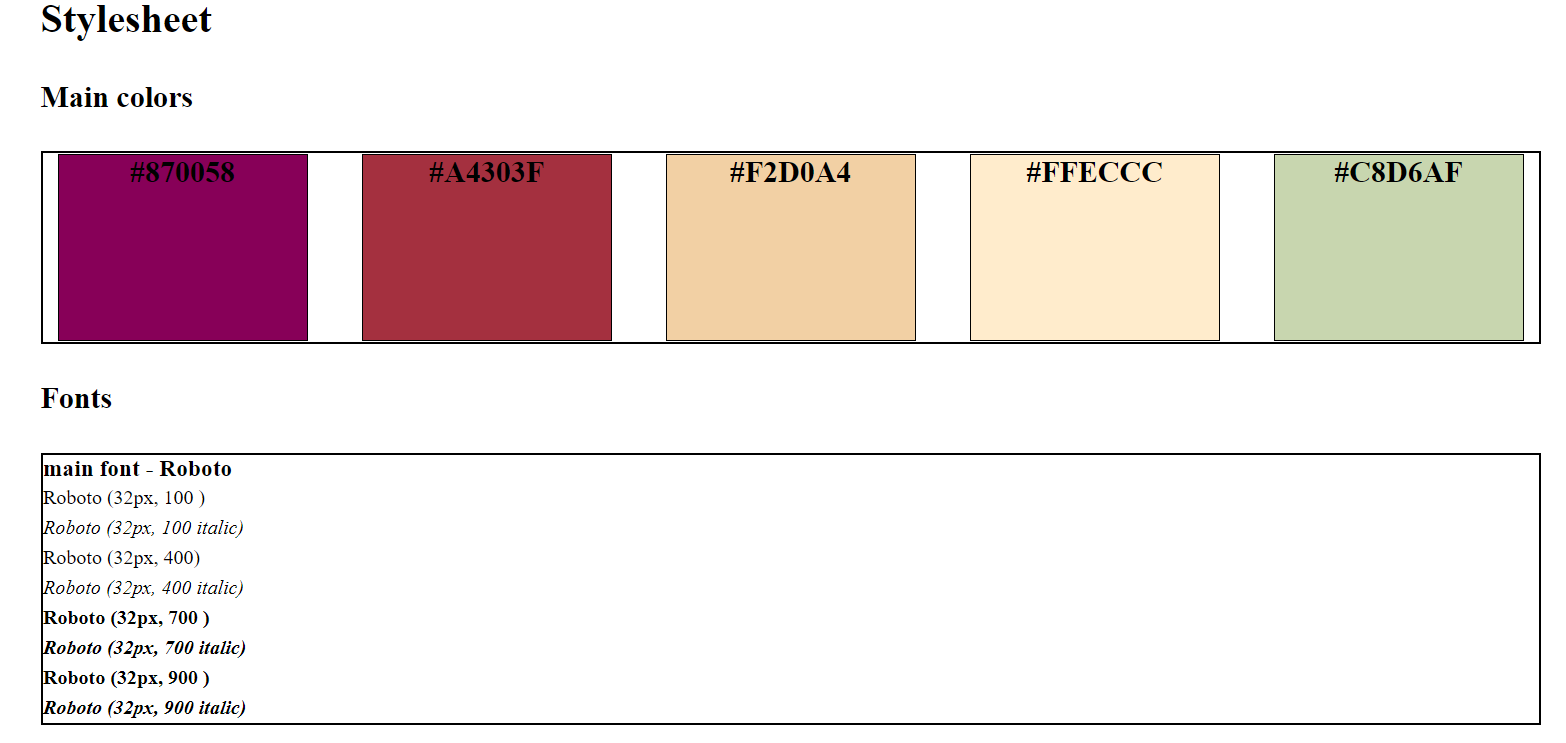 Stylesheet
Main colors
#870058 #A4303F #F2D0A4 #FFECCC #C8D6AF
Fonts
main font - Roboto
Roboto (32px, 100 )
Roboto (32px, 100 italic)
Roboto (32px, 400)
Roboto (32px, 400 italic)
Roboto (32px, 700 )
Roboto (32px, 700 italic)
Roboto (32px, 900 )
Roboto (32px, 900 italic)